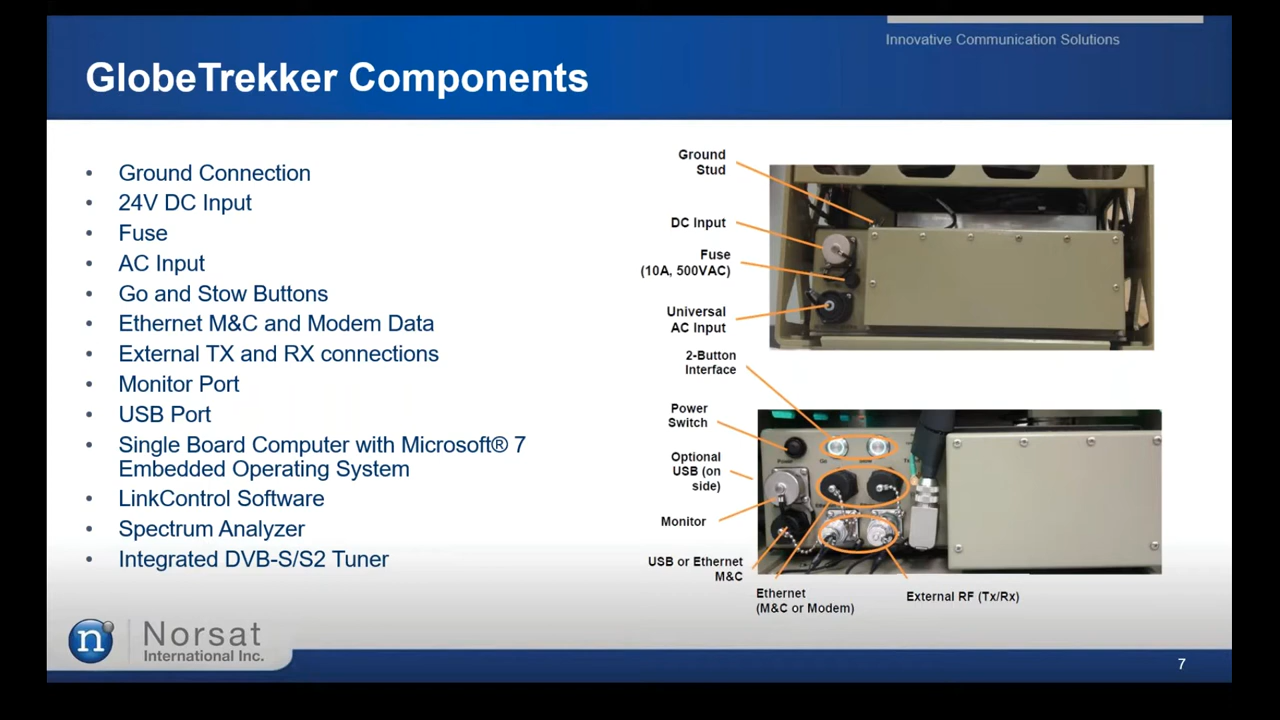 Innovative Communication Solutions
GlobeTrekker Components
• Ground Connection
• 24V DC Input
• Fuse
• AC Input
• Go and Stow Buttons
• Ethernet M&C and Modem Data
• External TX and RX connections
• Monitor Port
• USB Port
• Single Board Computer with Microsoft® 7
Embedded Operating System
• LinkControl Software
• Spectrum Analyzer
• Integrated DVB-S/S2 Tuner
Ground
Stud
DC Input
Fuse
(10A, 500VAC)
Universal
AC Input
2-Button
Interface
Power
Switch
Optional
USB (on
side)
Monitor
USB or Ethernet
M&C
Ethernet
(M&C or Modem)
External RF (Tx/Rx)
Power
n
Norsat
International Inc.
7